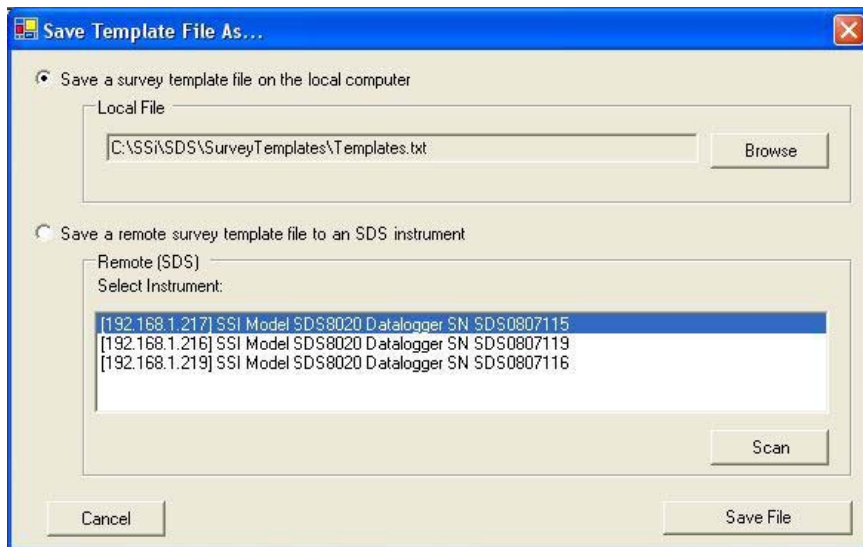 Save Template File As...
Save a survey template file on the local computer
Local File
C:\SSi\SDS\SurveyTemplates\Templates.txt
Browse
Save a remote survey template file to an SDS instrument
Remote (SDS)
Select Instrument:
[192.168.1.217] SSI Model SDS8020 Datalogger SN SDS0807115
[192.168.1.216] SSI Model SDS8020 Datalogger SN SDS0807119
[192.168.1.219] SSI Model SDS8020 Datalogger SN SDS0807116
Scan
Cancel
Save File